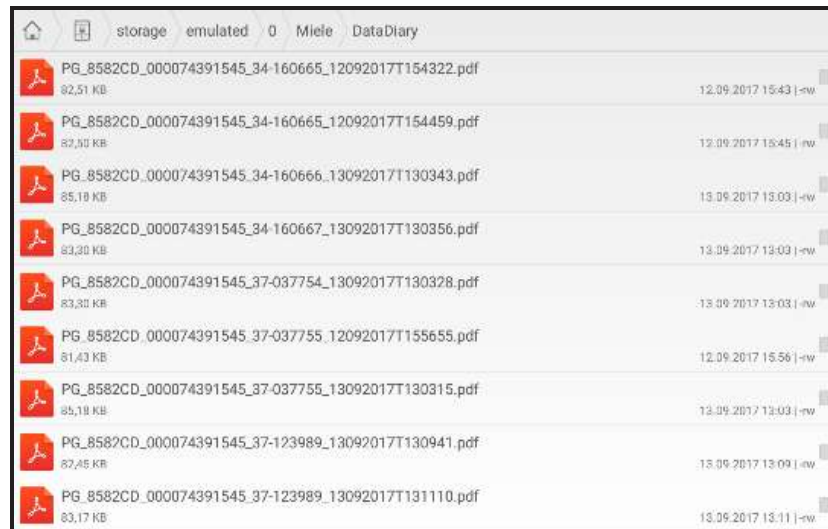 storage emulated 0 Miele DataDiary
PG_8582CD_000074391545_34-160665_12092017T154322.pdf
82,51 KB 12.09.2017 15:43 | -rw
PG_8582CD_000074391545_34-160665_12092017T154459.pdf
82,50 KB 12.09.2017 15:45 | -rw
PG_8582CD_000074391545_34-160666_13092017T130343.pdf
85,18 KB 13.09.2017 13:03 | -rw
PG_8582CD_000074391545_34-160667_13092017T130356.pdf
83,30 KB 13.09.2017 13:03 | -rw
PG_8582CD_000074391545_37-037754_13092017T130328.pdf
83,30 KB 13.09.2017 13:03 | -rw
PG_8582CD_000074391545_37-037755_12092017T155655.pdf
81,43 KB 12.09.2017 15:56 | -rw
PG_8582CD_000074391545_37-037755_13092017T130315.pdf
85,18 KB 13.09.2017 13:03 | -rw
PG_8582CD_000074391545_37-123989_13092017T130941.pdf
82,45 KB 13.09.2017 13:09 | -rw
PG_8582CD_000074391545_37-123989_13092017T131110.pdf
83,17 KB 13.09.2017 13:11 | -rw